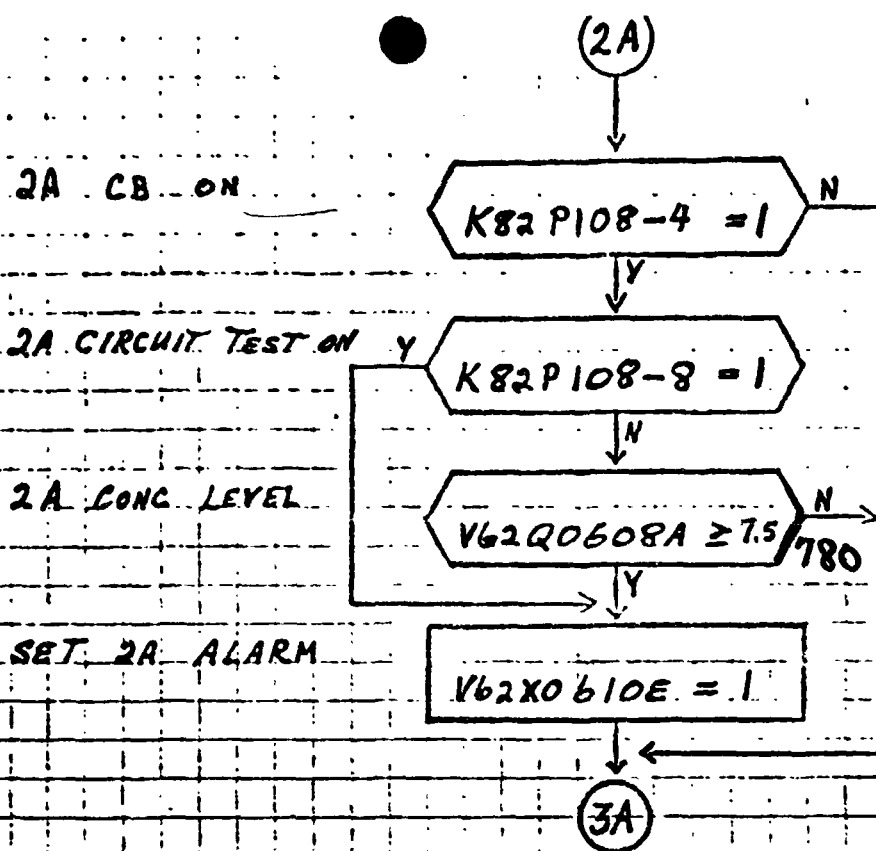 (2A)
2A CB ON
K82P108-4 = 1
N
Y
2A CIRCUIT TEST ON
Y
K82P108-8 = 1
N
2A CONC LEVEL
V62Q0608A ≥ 7.5
N
780
Y
SET 2A ALARM
V62X0610E = 1
3A